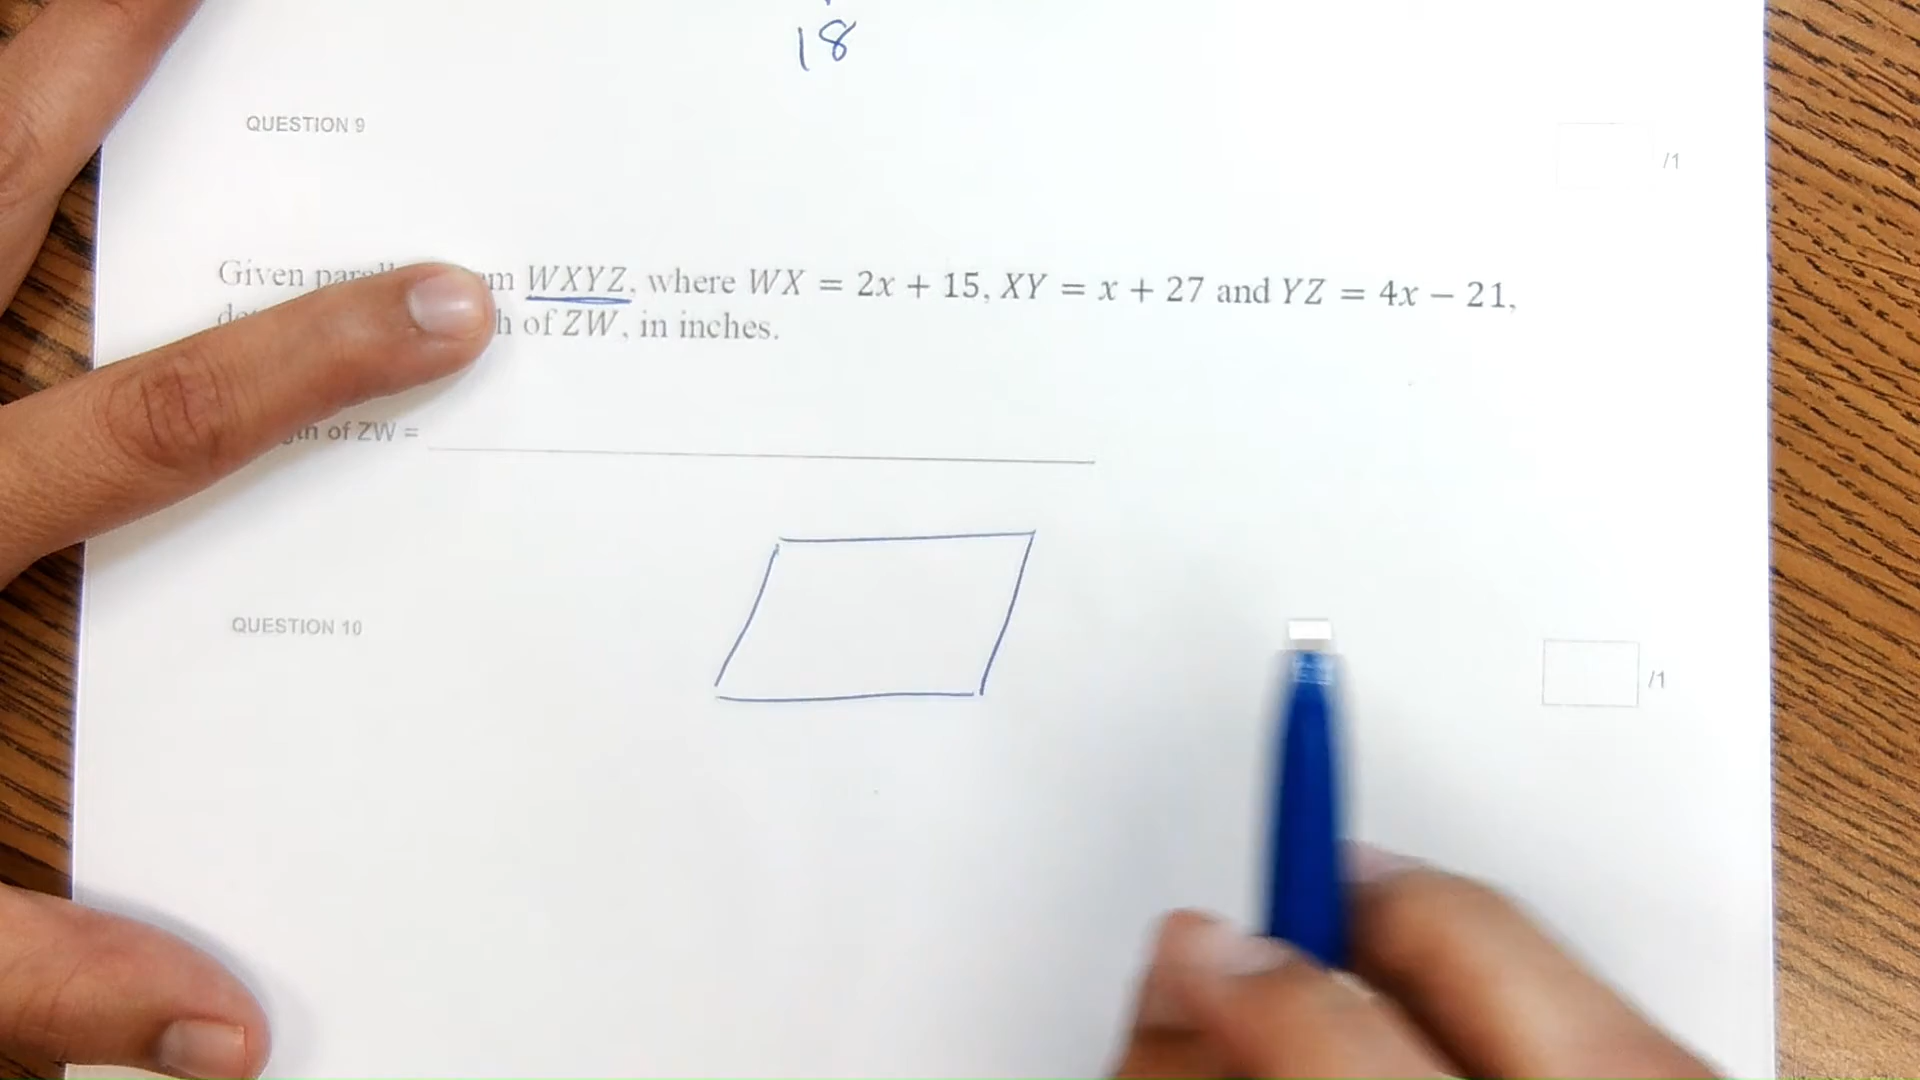 18
QUESTION 9
/1
Given WXYZ, where WX = 2x + 15, XY = x + 27 and YZ = 4x − 21,
of ZW, in inches.
of ZW =
QUESTION 10
/1